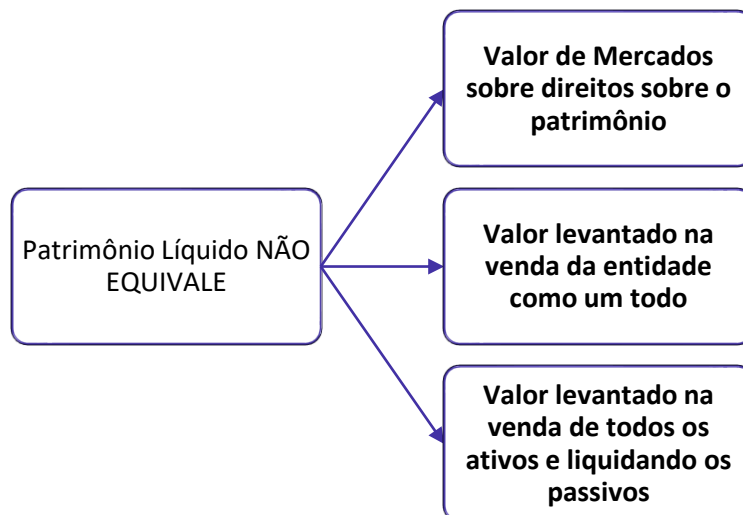 Valor de Mercados
sobre direitos sobre o
patrimônio
Patrimônio Líquido NÃO
EQUIVALE
Valor levantado na
venda da entidade
como um todo
Valor levantado na
venda de todos os
ativos e liquidando os
passivos